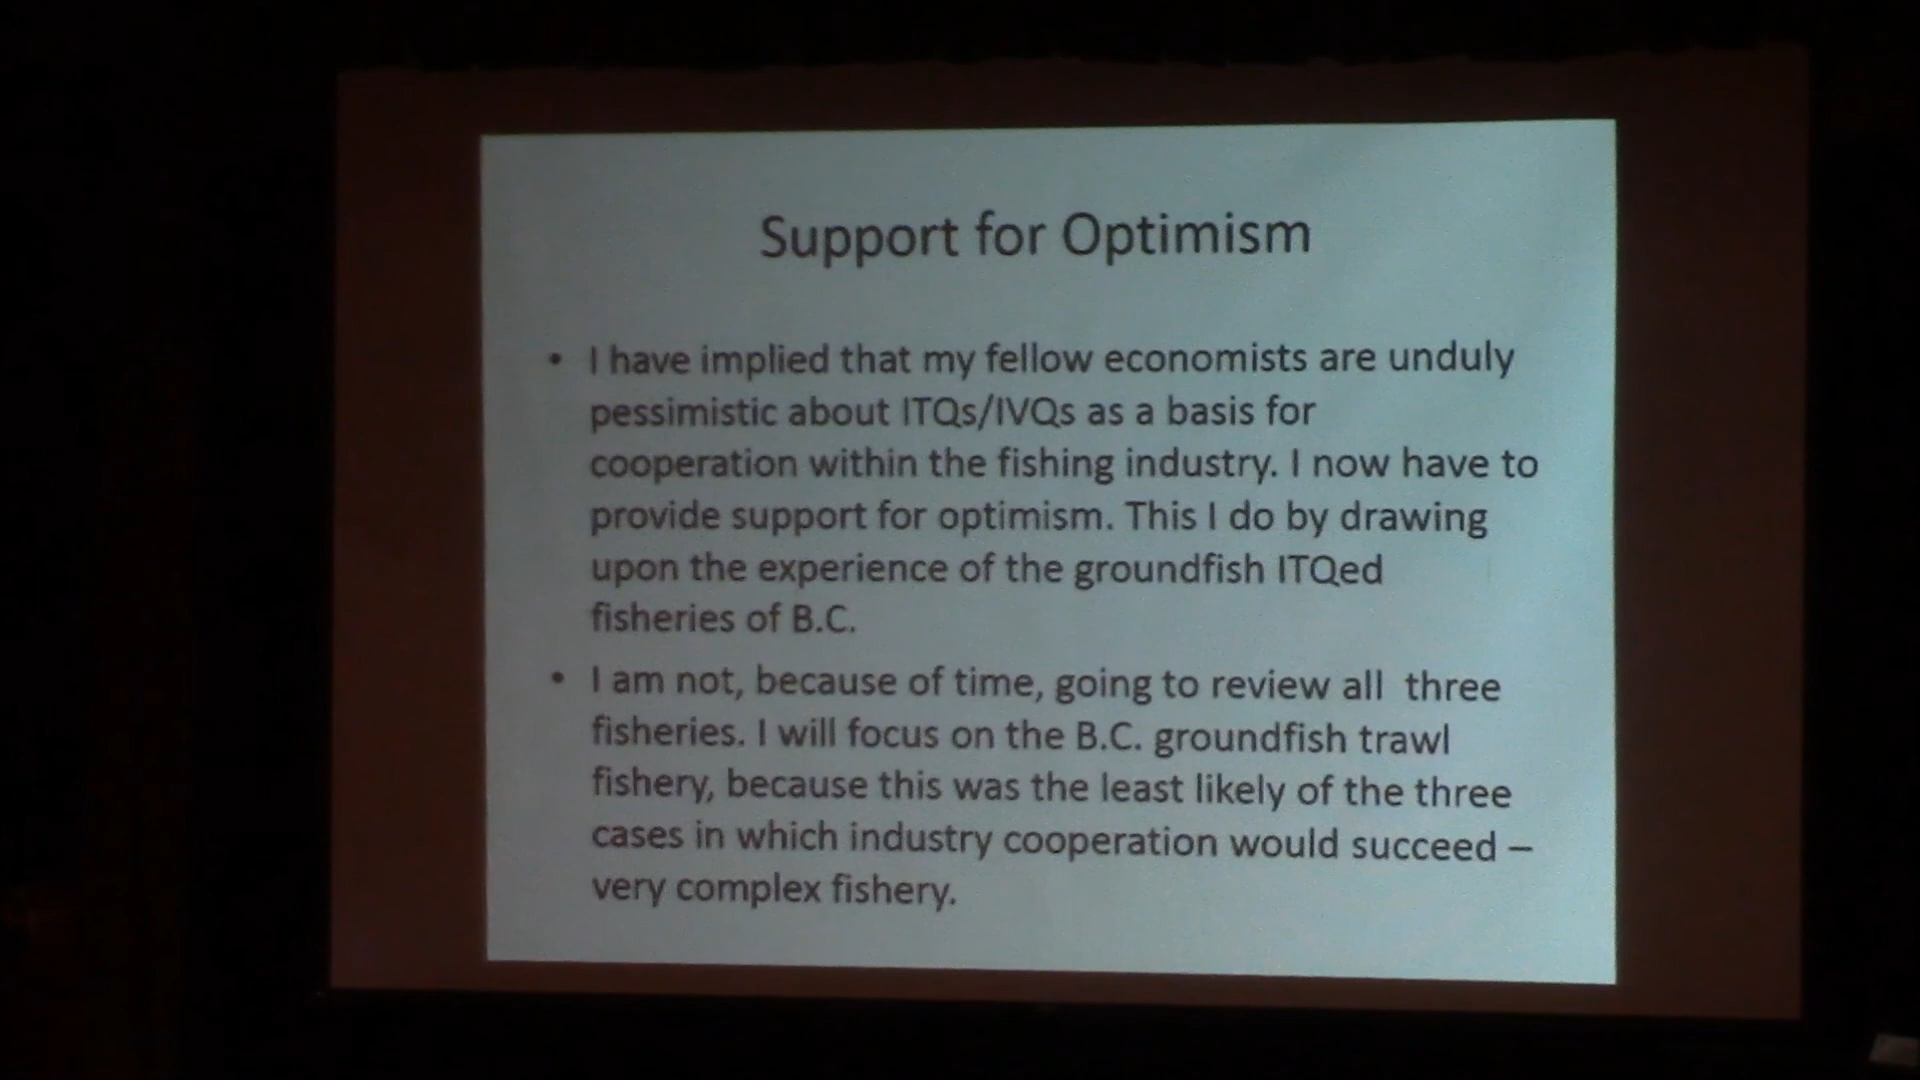 Support for Optimism
• I have implied that my fellow economists are unduly
pessimistic about ITQs/IVQs as a basis for
cooperation within the fishing industry. I now have to
provide support for optimism. This I do by drawing
upon the experience of the groundfish ITQed
fisheries of B.C.
• I am not, because of time, going to review all three
fisheries. I will focus on the B.C. groundfish trawl
fishery, because this was the least likely of the three
cases in which industry cooperation would succeed –
very complex fishery.